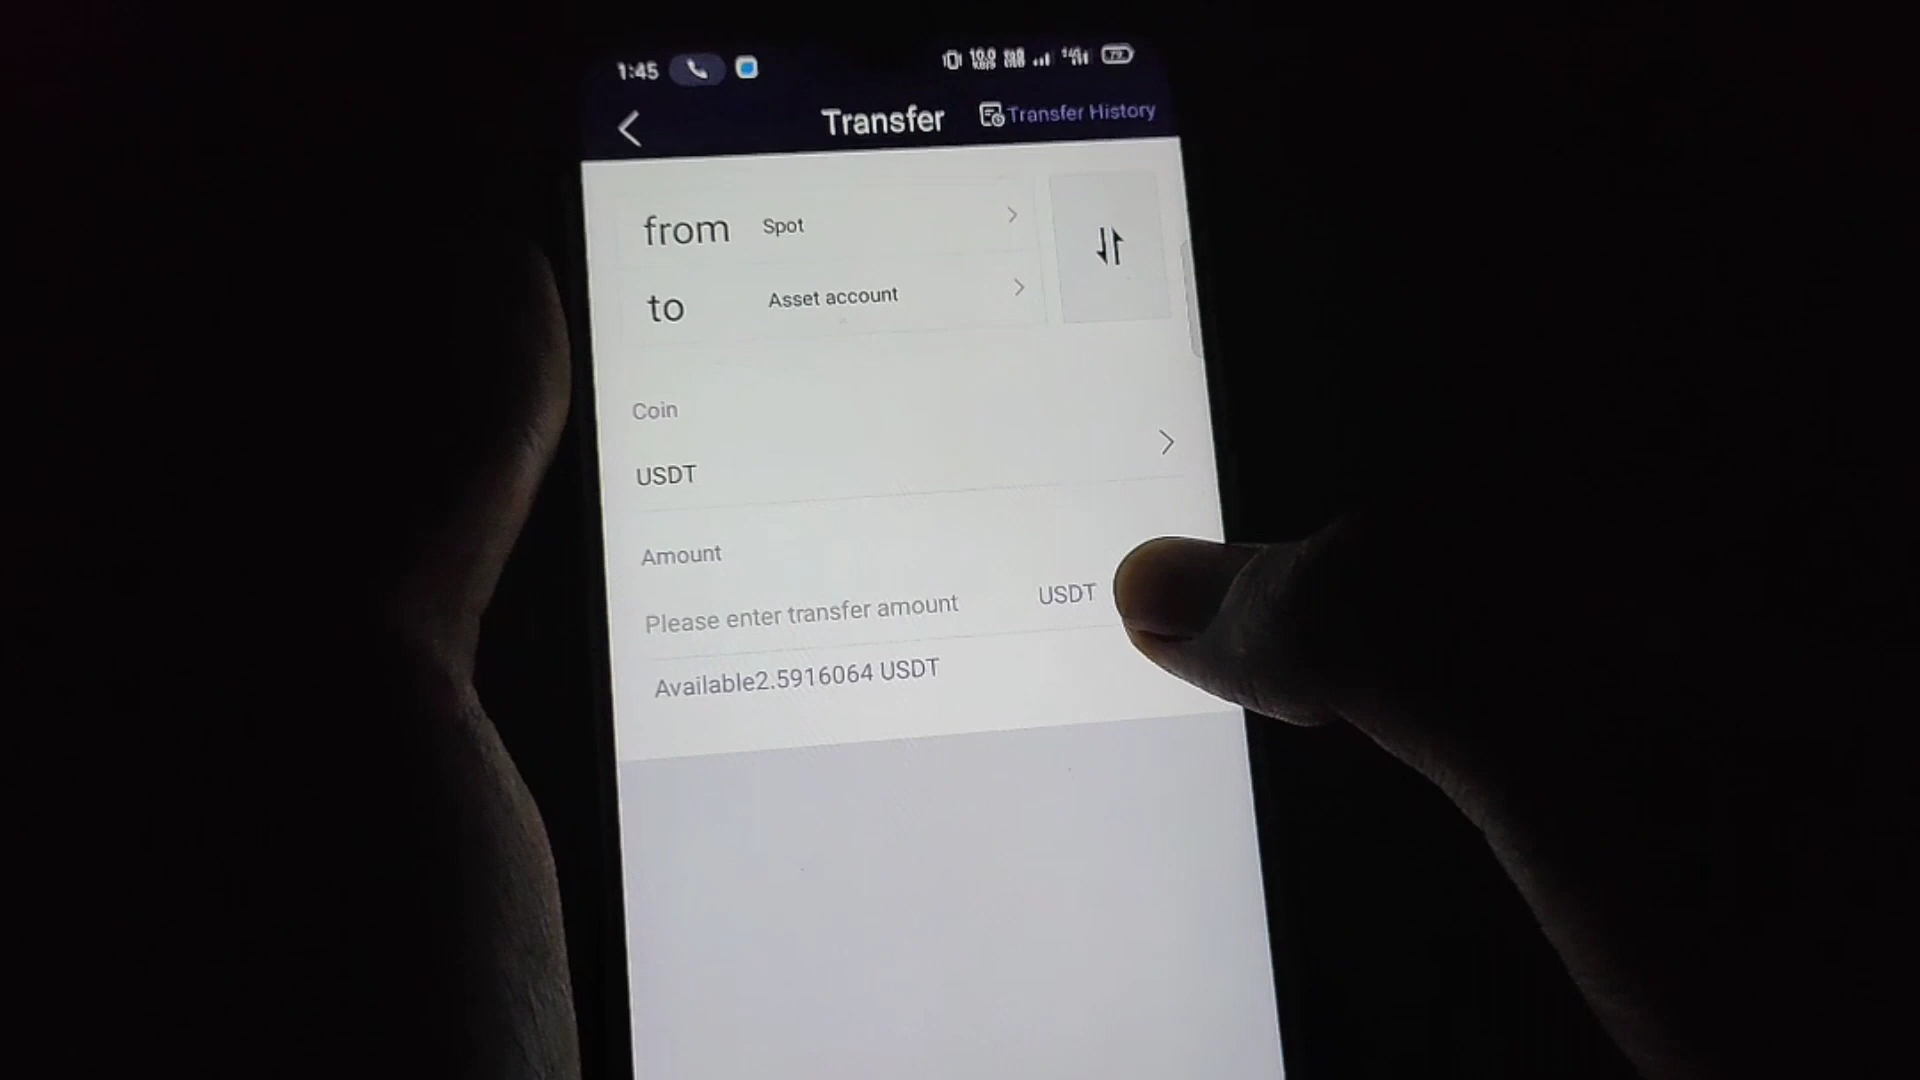 1:45
Transfer
Transfer History
from Spot
to Asset account
Coin
USDT
Amount
Please enter transfer amount USDT
Available2.5916064 USDT